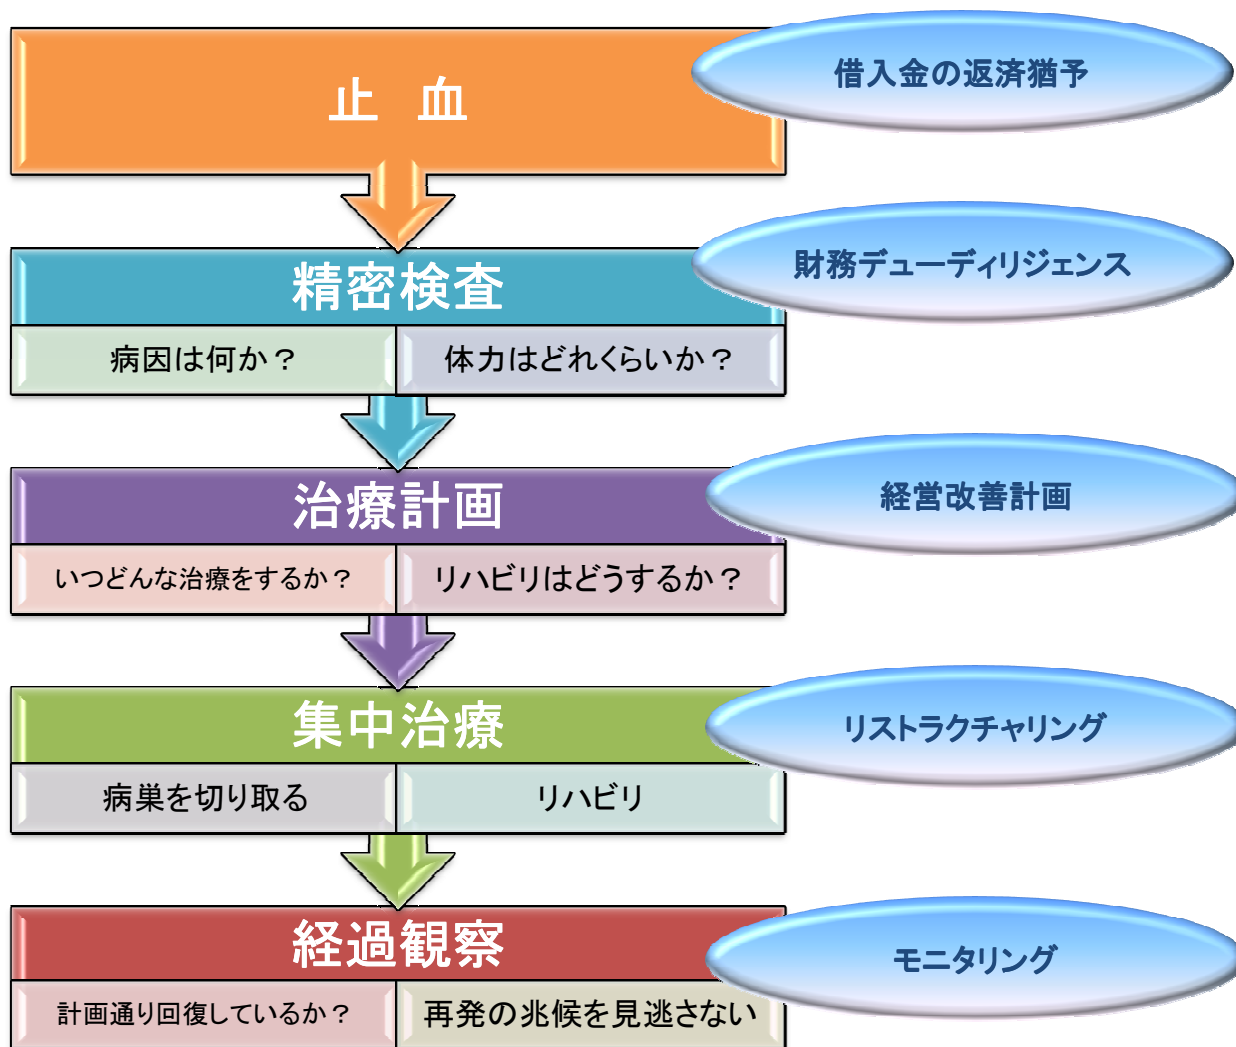 止　血
借入金の返済猶予
精密検査
財務デューディリジェンス
病因は何か？
体力はどれくらいか？
治療計画
経営改善計画
いつどんな治療をするか？
リハビリはどうするか？
集中治療
リストラクチャリング
病巣を切り取る
リハビリ
経過観察
モニタリング
計画通り回復しているか？
再発の兆候を見逃さない